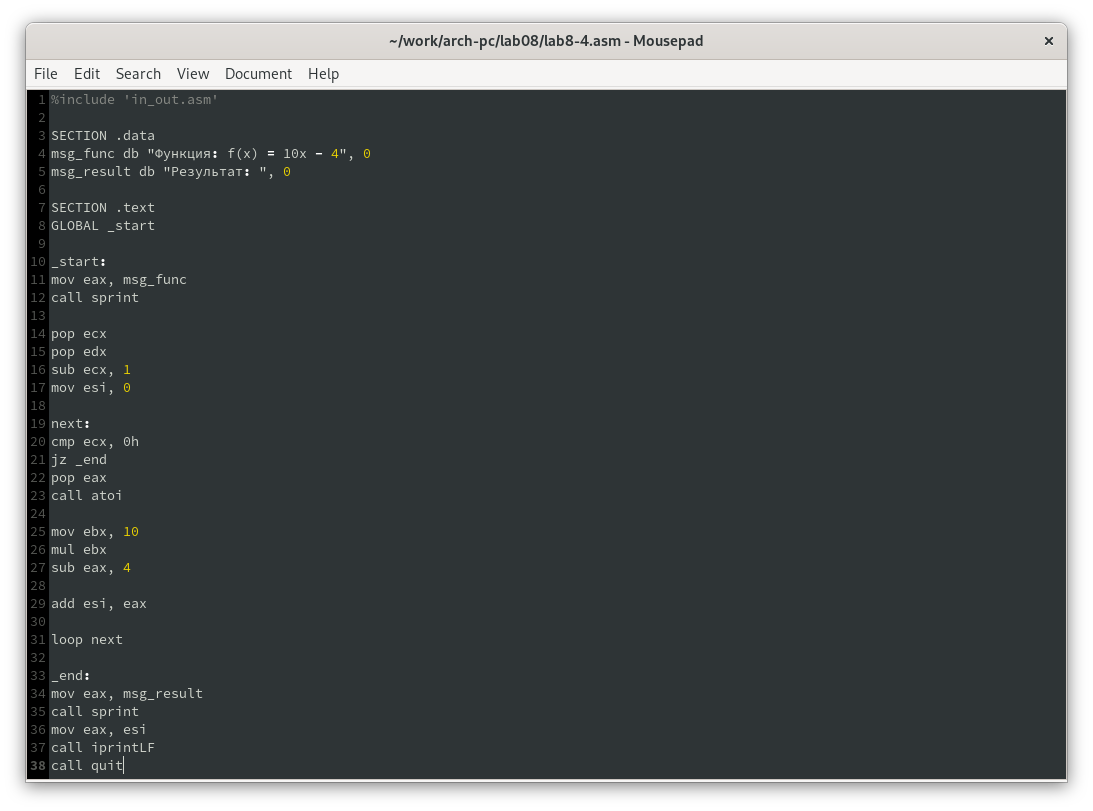 ~/work/arch-pc/lab08/lab8-4.asm - Mousepad
File Edit Search View Document Help
1 %include 'in_out.asm'
2
3 SECTION .data
4 msg_func db "Функция: f(x) = 10x - 4", 0
5 msg_result db "Результат: ", 0
6
7 SECTION .text
8 GLOBAL _start
9
10 _start:
11 mov eax, msg_func
12 call sprint
13
14 pop ecx
15 pop edx
16 sub ecx, 1
17 mov esi, 0
18
19 next:
20 cmp ecx, 0h
21 jz _end
22 pop eax
23 call atoi
24
25 mov ebx, 10
26 mul ebx
27 sub eax, 4
28
29 add esi, eax
30
31 loop next
32
33 _end:
34 mov eax, msg_result
35 call sprint
36 mov eax, esi
37 call iprintLF
38 call quit